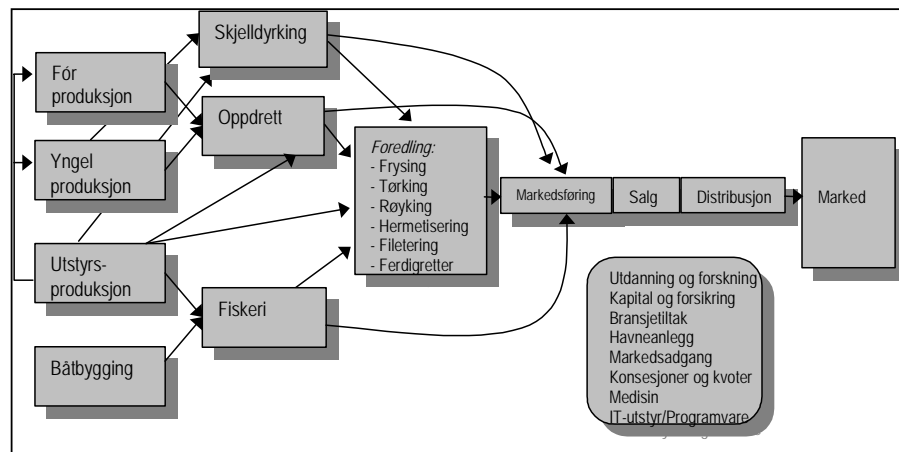 Skjelldyrking
Fór
produksjon
Oppdrett
Yngel
produksjon
Utstyrs-
produksjon
Fiskeri
Båtbygging
Foredling:
- Frysing
- Tørking
- Røyking
- Hermetisering
- Filetering
- Ferdigretter
Markedsføring
Salg
Distribusjon
Marked
Utdanning og forskning
Kapital og forsikring
Bransjetiltak
Havneanlegg
Markedsadgang
Konsesjoner og kvoter
Medisin
IT-utstyr/Programvare